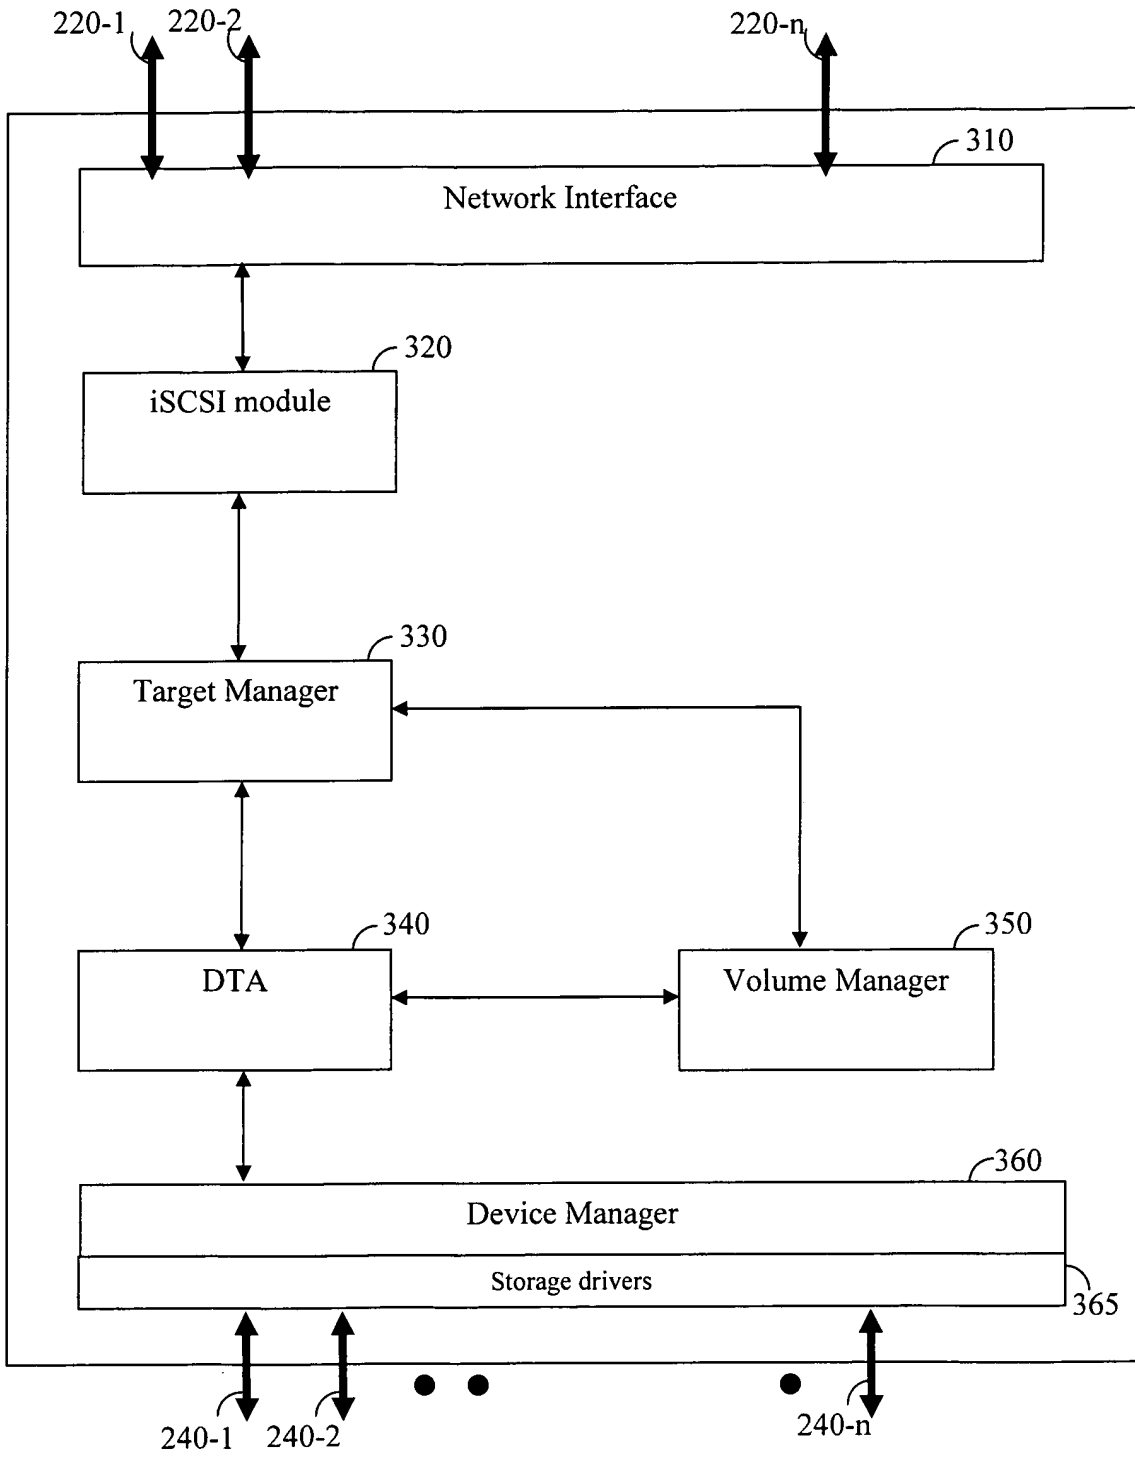 220-1 220-2 220-n
310
Network Interface
320
iSCSI module
330
Target Manager
340 350
DTA Volume Manager
360
Device Manager
Storage drivers
365
240-1 240-2 240-n